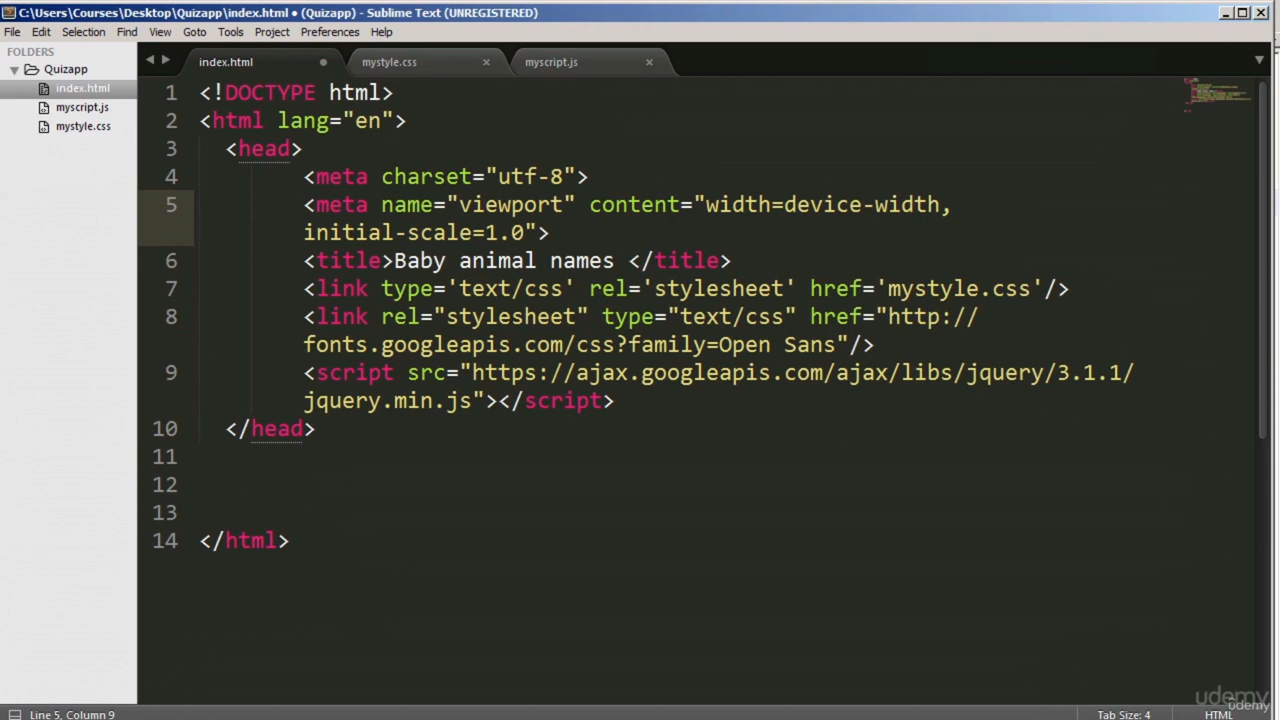 C:\Users\Courses\Desktop\Quizapp\index.html • (Quizapp) - Sublime Text (UNREGISTERED)
File Edit Selection Find View Goto Tools Project Preferences Help
FOLDERS
Quizapp
index.html
myscript.js
mystyle.css
index.html mystyle.css myscript.js
1 <!DOCTYPE html>
2 <html lang="en">
3 <head>
4 <meta charset="utf-8">
5 <meta name="viewport" content="width=device-width,
initial-scale=1.0">
6 <title>Baby animal names </title>
7 <link type='text/css' rel='stylesheet' href='mystyle.css'/>
8 <link rel="stylesheet" type="text/css" href="http://
fonts.googleapis.com/css?family=Open Sans"/>
9 <script src="https://ajax.googleapis.com/ajax/libs/jquery/3.1.1/
jquery.min.js"></script>
10 </head>
11
12
13
14 </html>
Line 5, Column 9
Tab Size: 4
HTML
udemy
udemy